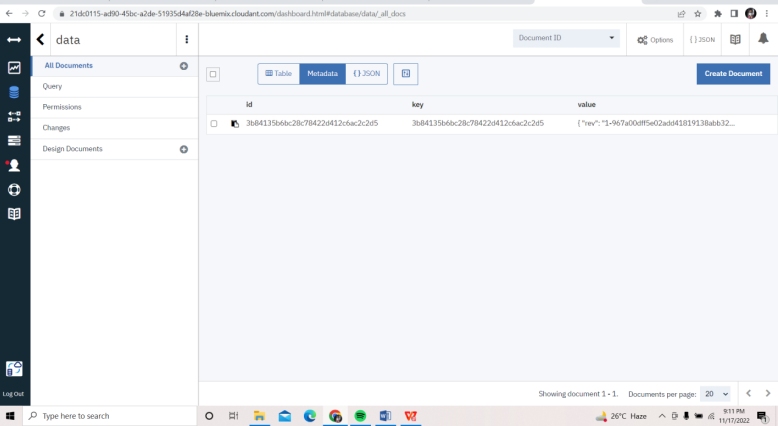 21dc0115-ad90-45bc-a2de-51935d4af28e-bluemix.cloudant.com/dashboard.html#database/data/_all_docs
data
Document ID
Options
{ } JSON
All Documents
Query
Permissions
Changes
Design Documents
Table
Metadata
{ } JSON
Create Document
id key value
3b84135b6bc28c78422d412c6ac2c2d5 3b84135b6bc28c78422d412c6ac2c2d5 { "rev": "1-967a00dff5e02add41819138abb32...
Showing document 1 - 1. Documents per page: 20
Log Out
Type here to search
26°C Haze
9:11 PM
11/17/2022